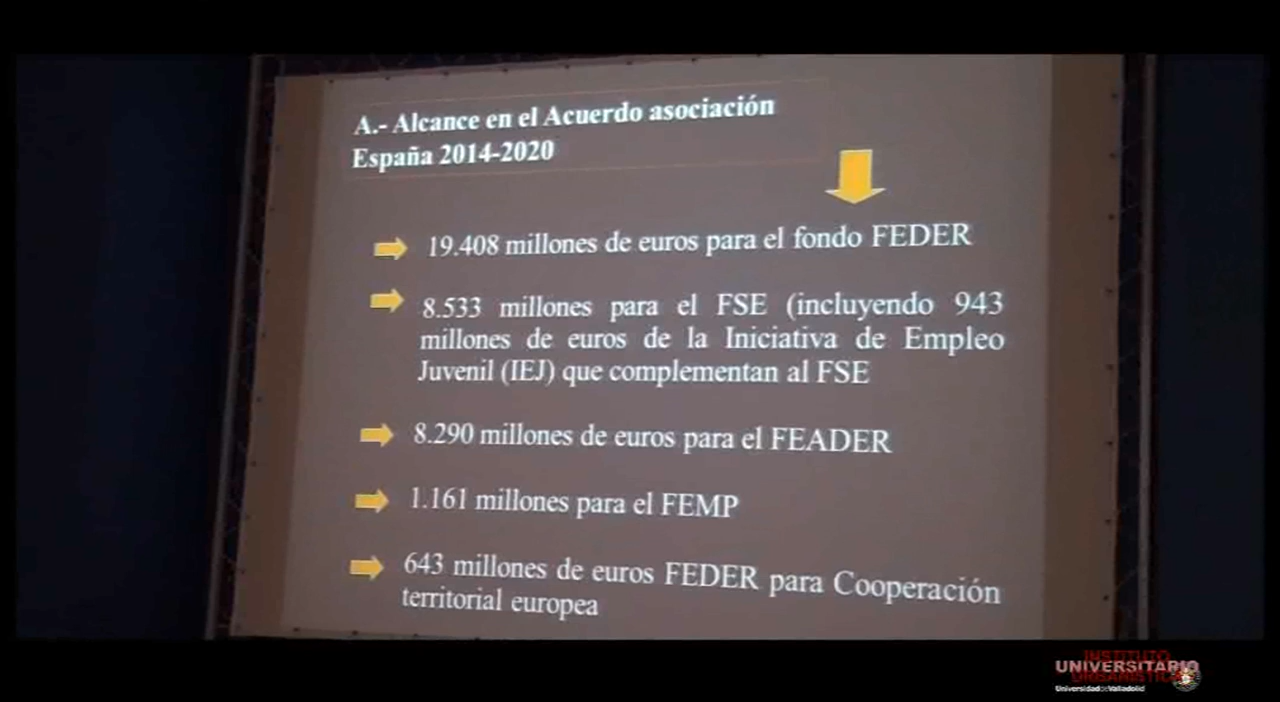 A.- Alcance en el Acuerdo asociación
España 2014-2020
19.408 millones de euros para el fondo FEDER
8.533 millones para el FSE (incluyendo 943
millones de euros de la Iniciativa de Empleo
Juvenil (IEJ) que complementan al FSE
8.290 millones de euros para el FEADER
1.161 millones para el FEMP
643 millones de euros FEDER para Cooperación
territorial europea
INSTITUTO
UNIVERSITARIO
Universidad de Valladolid